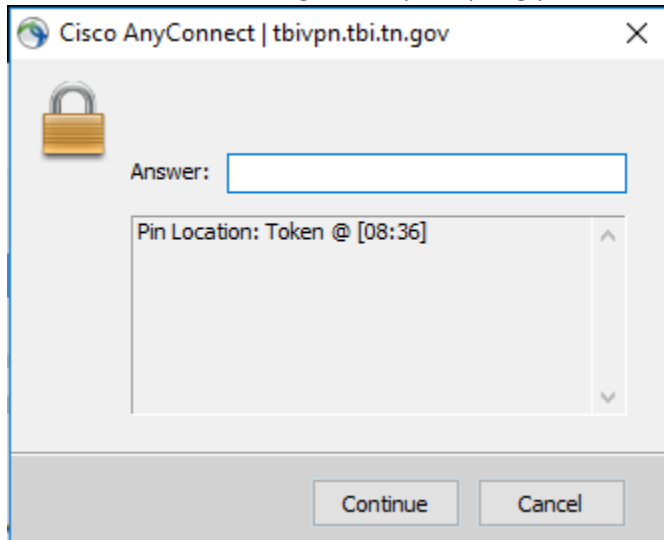 Cisco AnyConnect | tbivpn.tbi.tn.gov
Answer:
Pin Location: Token @ [08:36]
Continue
Cancel